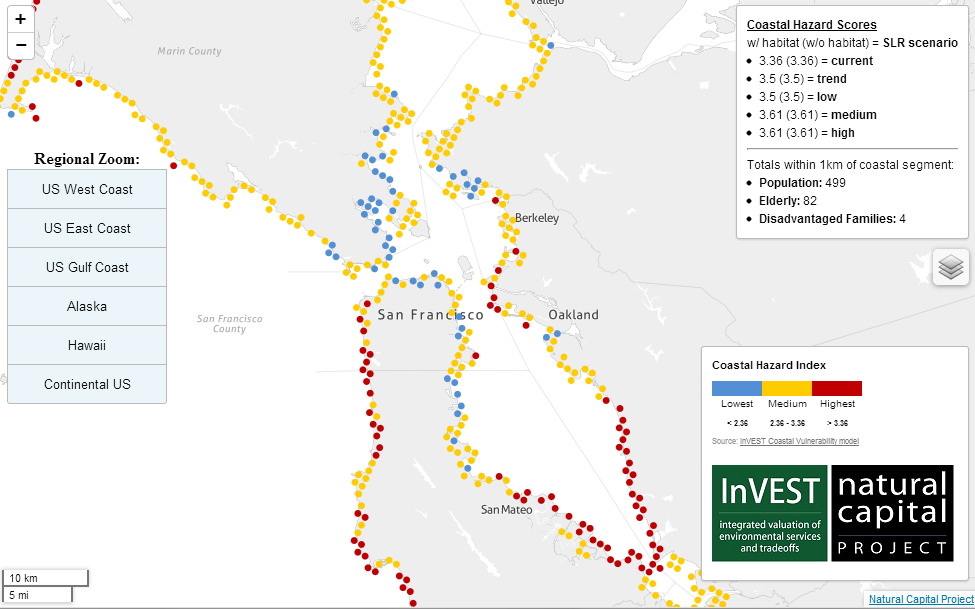 +
−
Marin County
Vallejo
Coastal Hazard Scores
w/ habitat (w/o habitat) = SLR scenario
3.36 (3.36) = current
3.5 (3.5) = trend
3.5 (3.5) = low
3.61 (3.61) = medium
3.61 (3.61) = high
Totals within 1km of coastal segment:
Population: 499
Elderly: 82
Disadvantaged Families: 4
Regional Zoom:
US West Coast
US East Coast
US Gulf Coast
Alaska
Hawaii
Continental US
Berkeley
San Francisco
County
San Francisco
Oakland
San Mateo
Coastal Hazard Index
Lowest Medium Highest
< 2.36 2.36 - 3.36 > 3.36
Source: InVEST Coastal Vulnerability model
InVEST
integrated valuation of
environmental services
and tradeoffs
natural
capital
PROJECT
10 km
5 mi
Natural Capital Project